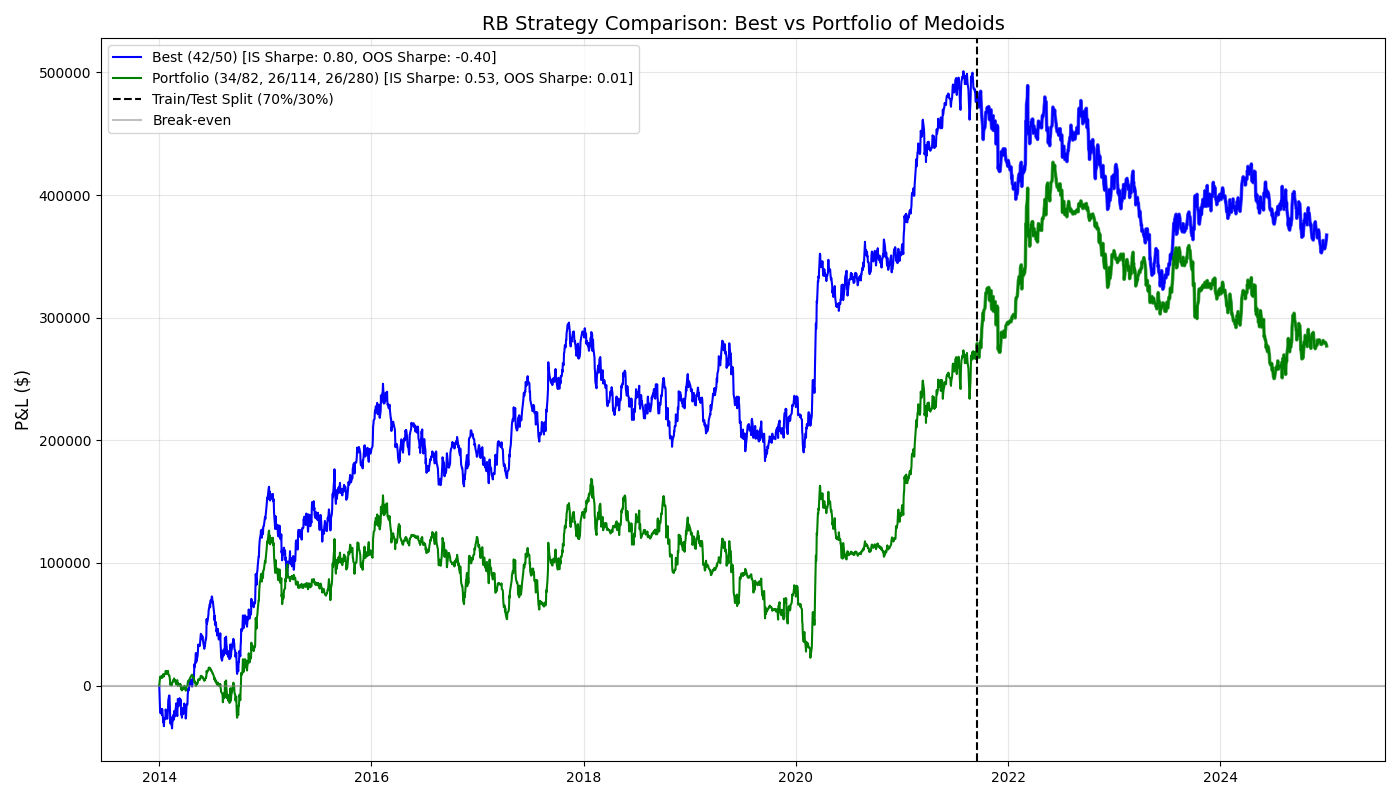 RB Strategy Comparison: Best vs Portfolio of Medoids
Best (42/50) [IS Sharpe: 0.80, OOS Sharpe: -0.40]
Portfolio (34/82, 26/114, 26/280) [IS Sharpe: 0.53, OOS Sharpe: 0.01]
Train/Test Split (70%/30%)
Break-even
P&L ($)
500000
400000
300000
200000
100000
0
2014
2016
2018
2020
2022
2024